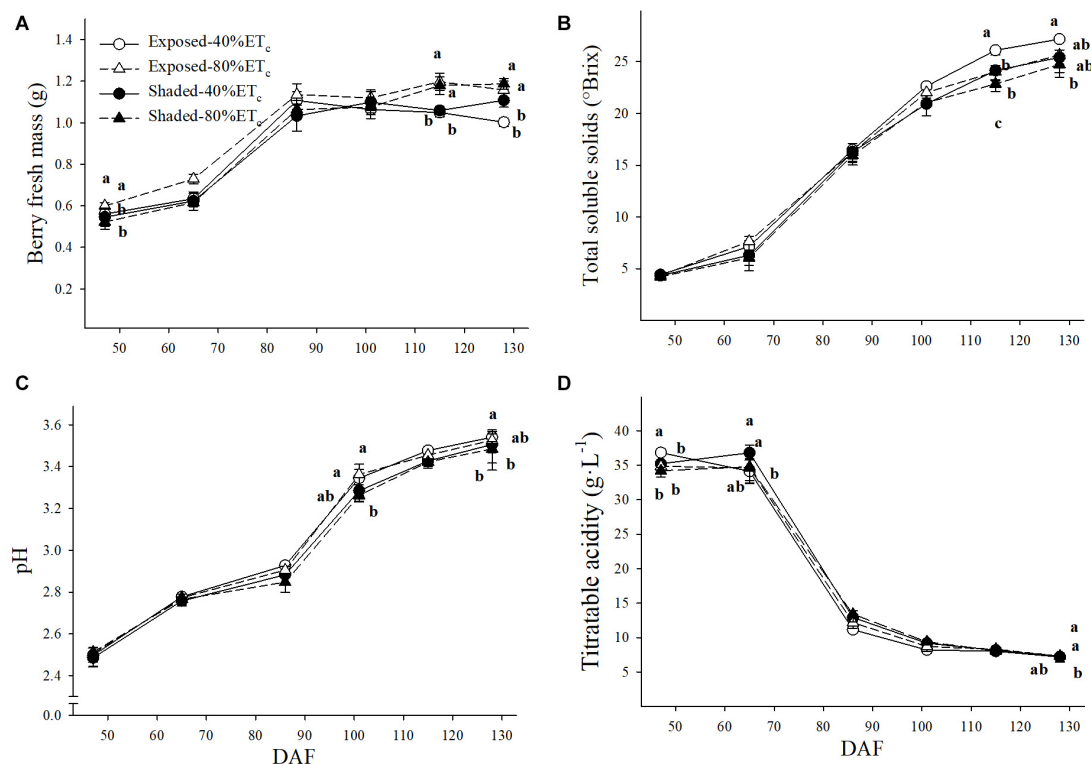 A
Exposed-40%ETc
Exposed-80%ETc
Shaded-40%ETc
Shaded-80%ETc
Berry fresh mass (g)
1.4
1.2
1.0
0.8
0.6
0.4
0.2
a
a
b
b
a
a
b
b
a
a
b
b
50 60 70 80 90 100 110 120 130
B
Total soluble solids (°Brix)
25
20
15
10
5
a
b
b
c
a
ab
ab
b
50 60 70 80 90 100 110 120 130
DAF
C
pH
3.6
3.4
3.2
3.0
2.8
2.6
2.4
0.0
a
a
ab
b
a
ab
b
b
50 60 70 80 90 100 110 120 130
DAF
D
Titratable acidity (g·L⁻¹)
40
35
30
25
20
15
10
5
a
b
b
b
a
a
ab
b
a
a
ab
b
50 60 70 80 90 100 110 120 130
DAF